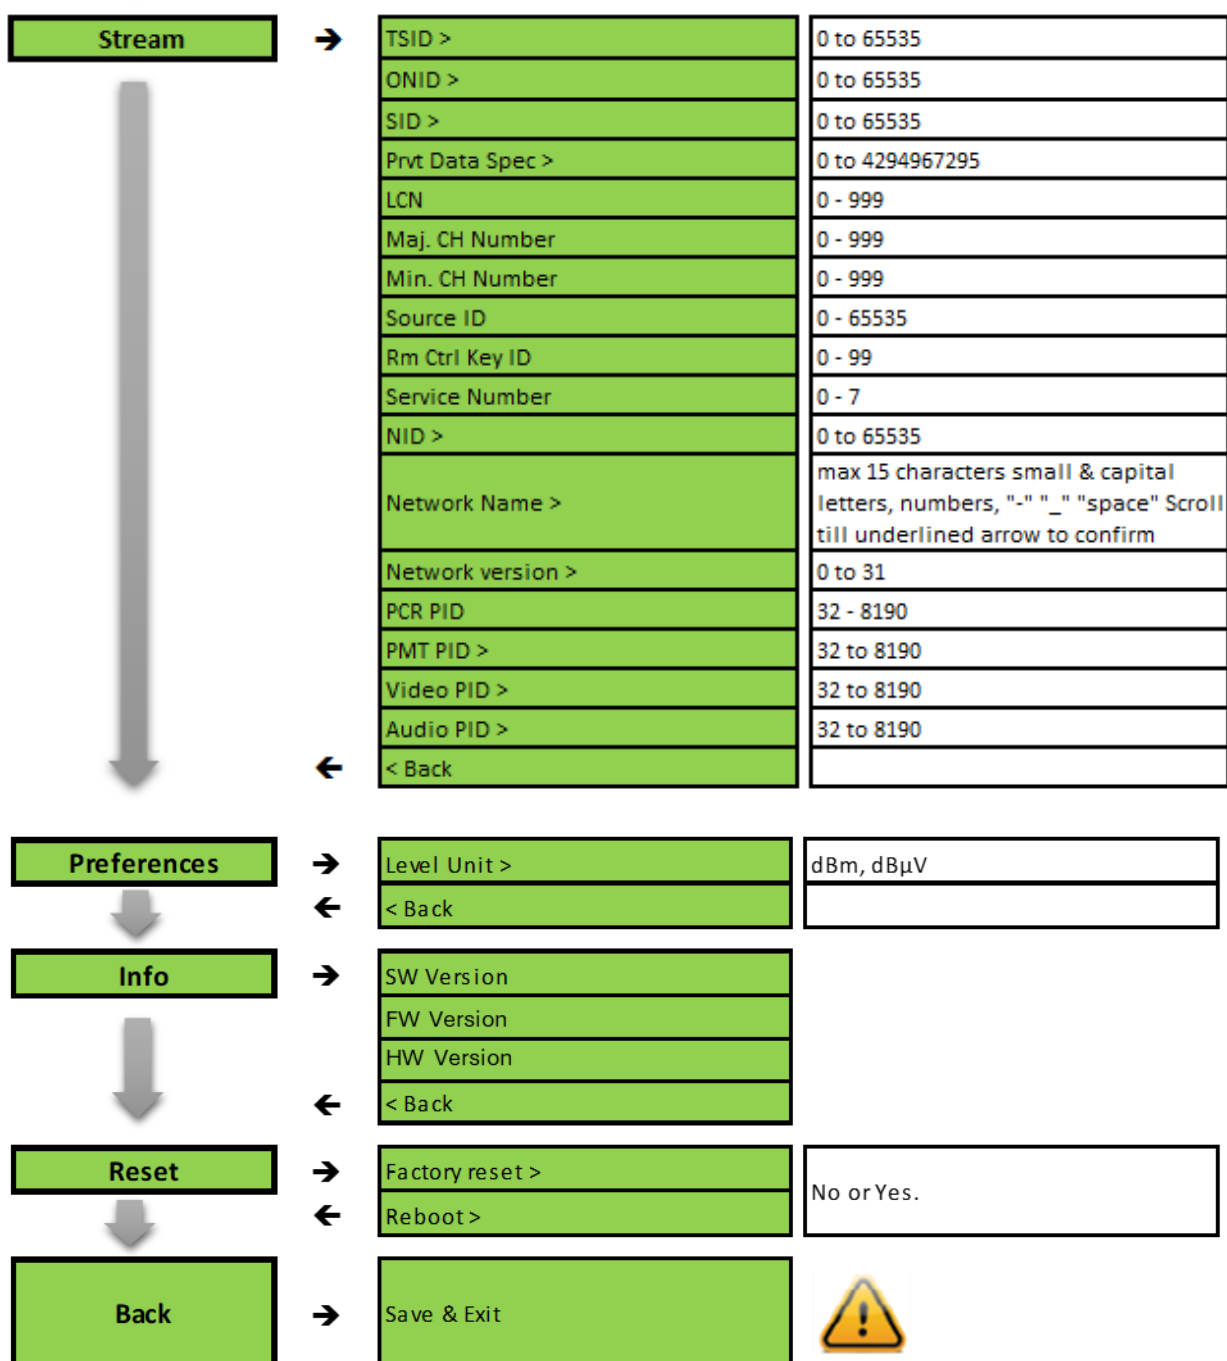 Stream
TSID >
0 to 65535
ONID >
0 to 65535
SID >
0 to 65535
Prvt Data Spec >
0 to 4294967295
LCN
0 - 999
Maj. CH Number
0 - 999
Min. CH Number
0 - 999
Source ID
0 - 65535
Rm Ctrl Key ID
0 - 99
Service Number
0 - 7
NID >
0 to 65535
Network Name >
max 15 characters small & capital
letters, numbers, "-" "_" "space" Scroll
till underlined arrow to confirm
Network version >
0 to 31
PCR PID
32 - 8190
PMT PID >
32 to 8190
Video PID >
32 to 8190
Audio PID >
32 to 8190
< Back
Preferences
Level Unit >
dBm, dBµV
< Back
Info
SW Version
FW Version
HW Version
< Back
Reset
Factory reset >
No or Yes.
Reboot >
Back
Save & Exit